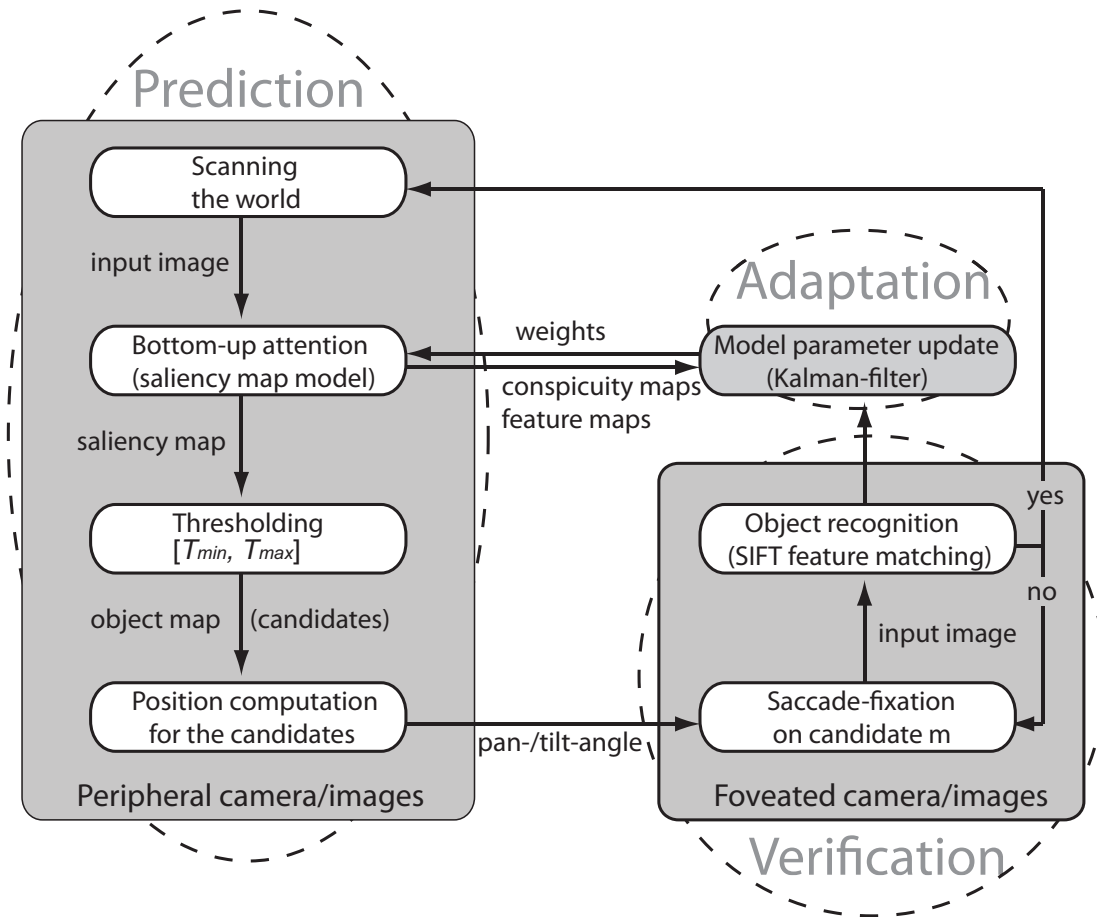 Prediction
Scanning
the world
input image
Bottom-up attention
(saliency map model)
saliency map
Thresholding
[Tmin, Tmax]
object map (candidates)
Position computation
for the candidates
Peripheral camera/images
weights
conspicuity maps
feature maps
pan-/tilt-angle
Adaptation
Model parameter update
(Kalman-filter)
yes
Object recognition
(SIFT feature matching)
no
input image
Saccade-fixation
on candidate m
Foveated camera/images
Verification